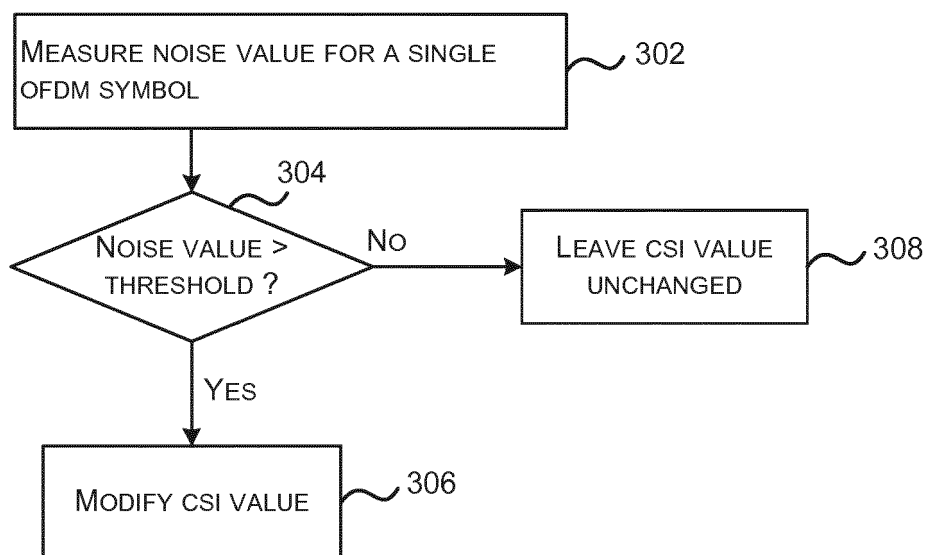 MEASURE NOISE VALUE FOR A SINGLE
OFDM SYMBOL
302
304
NOISE VALUE >
THRESHOLD ?
NO
LEAVE CSI VALUE
UNCHANGED
308
YES
MODIFY CSI VALUE
306